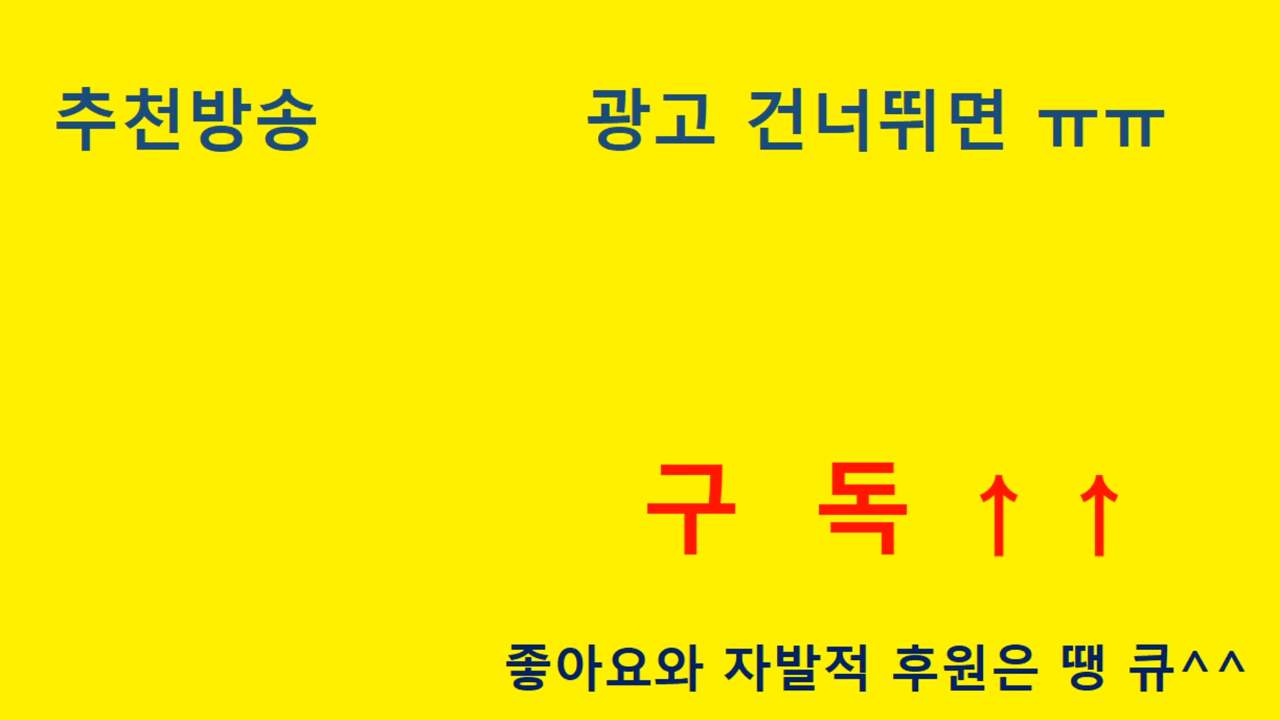 추천방송
광고 건너뛰면 ㅠㅠ
구 독 ↑ ↑
좋아요와 자발적 후원은 땡 큐^^